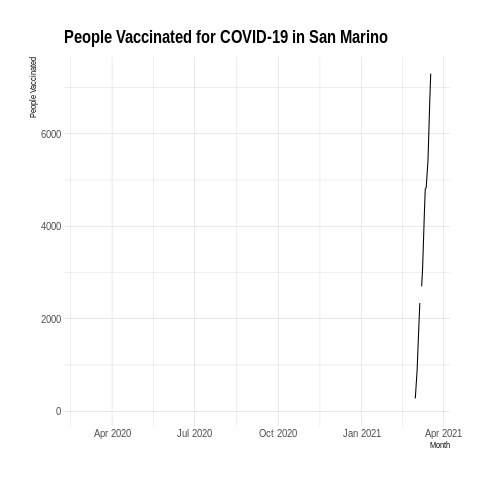 People Vaccinated for COVID-19 in San Marino
People Vaccinated
6000
4000
2000
0
Apr 2020 Jul 2020 Oct 2020 Jan 2021 Apr 2021
Month